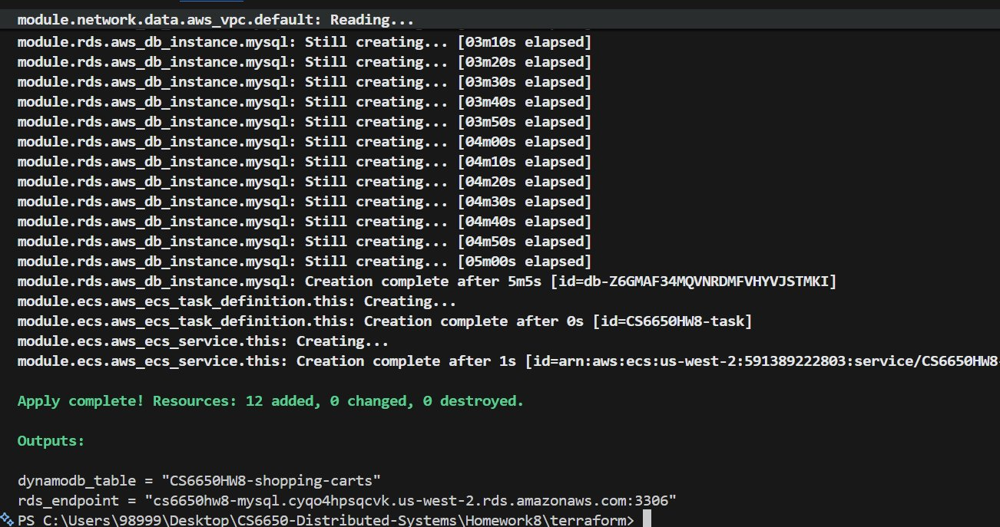 module.network.data.aws_vpc.default: Reading...
module.rds.aws_db_instance.mysql: Still creating... [03m10s elapsed]
module.rds.aws_db_instance.mysql: Still creating... [03m20s elapsed]
module.rds.aws_db_instance.mysql: Still creating... [03m30s elapsed]
module.rds.aws_db_instance.mysql: Still creating... [03m40s elapsed]
module.rds.aws_db_instance.mysql: Still creating... [03m50s elapsed]
module.rds.aws_db_instance.mysql: Still creating... [04m00s elapsed]
module.rds.aws_db_instance.mysql: Still creating... [04m10s elapsed]
module.rds.aws_db_instance.mysql: Still creating... [04m20s elapsed]
module.rds.aws_db_instance.mysql: Still creating... [04m30s elapsed]
module.rds.aws_db_instance.mysql: Still creating... [04m40s elapsed]
module.rds.aws_db_instance.mysql: Still creating... [04m50s elapsed]
module.rds.aws_db_instance.mysql: Still creating... [05m00s elapsed]
module.rds.aws_db_instance.mysql: Creation complete after 5m5s [id=db-Z6GMAF34MQVNRDMFVHYVJSTMKI]
module.ecs.aws_ecs_task_definition.this: Creating...
module.ecs.aws_ecs_task_definition.this: Creation complete after 0s [id=CS6650HW8-task]
module.ecs.aws_ecs_service.this: Creating...
module.ecs.aws_ecs_service.this: Creation complete after 1s [id=arn:aws:ecs:us-west-2:591389222803:service/CS6650HW8-
Apply complete! Resources: 12 added, 0 changed, 0 destroyed.
Outputs:
dynamodb_table = "CS6650HW8-shopping-carts"
rds_endpoint = "cs6650hw8-mysql.cyqo4hpsqcvk.us-west-2.rds.amazonaws.com:3306"
PS C:\Users\98999\Desktop\CS6650-Distributed-Systems\Homework8\terraform>